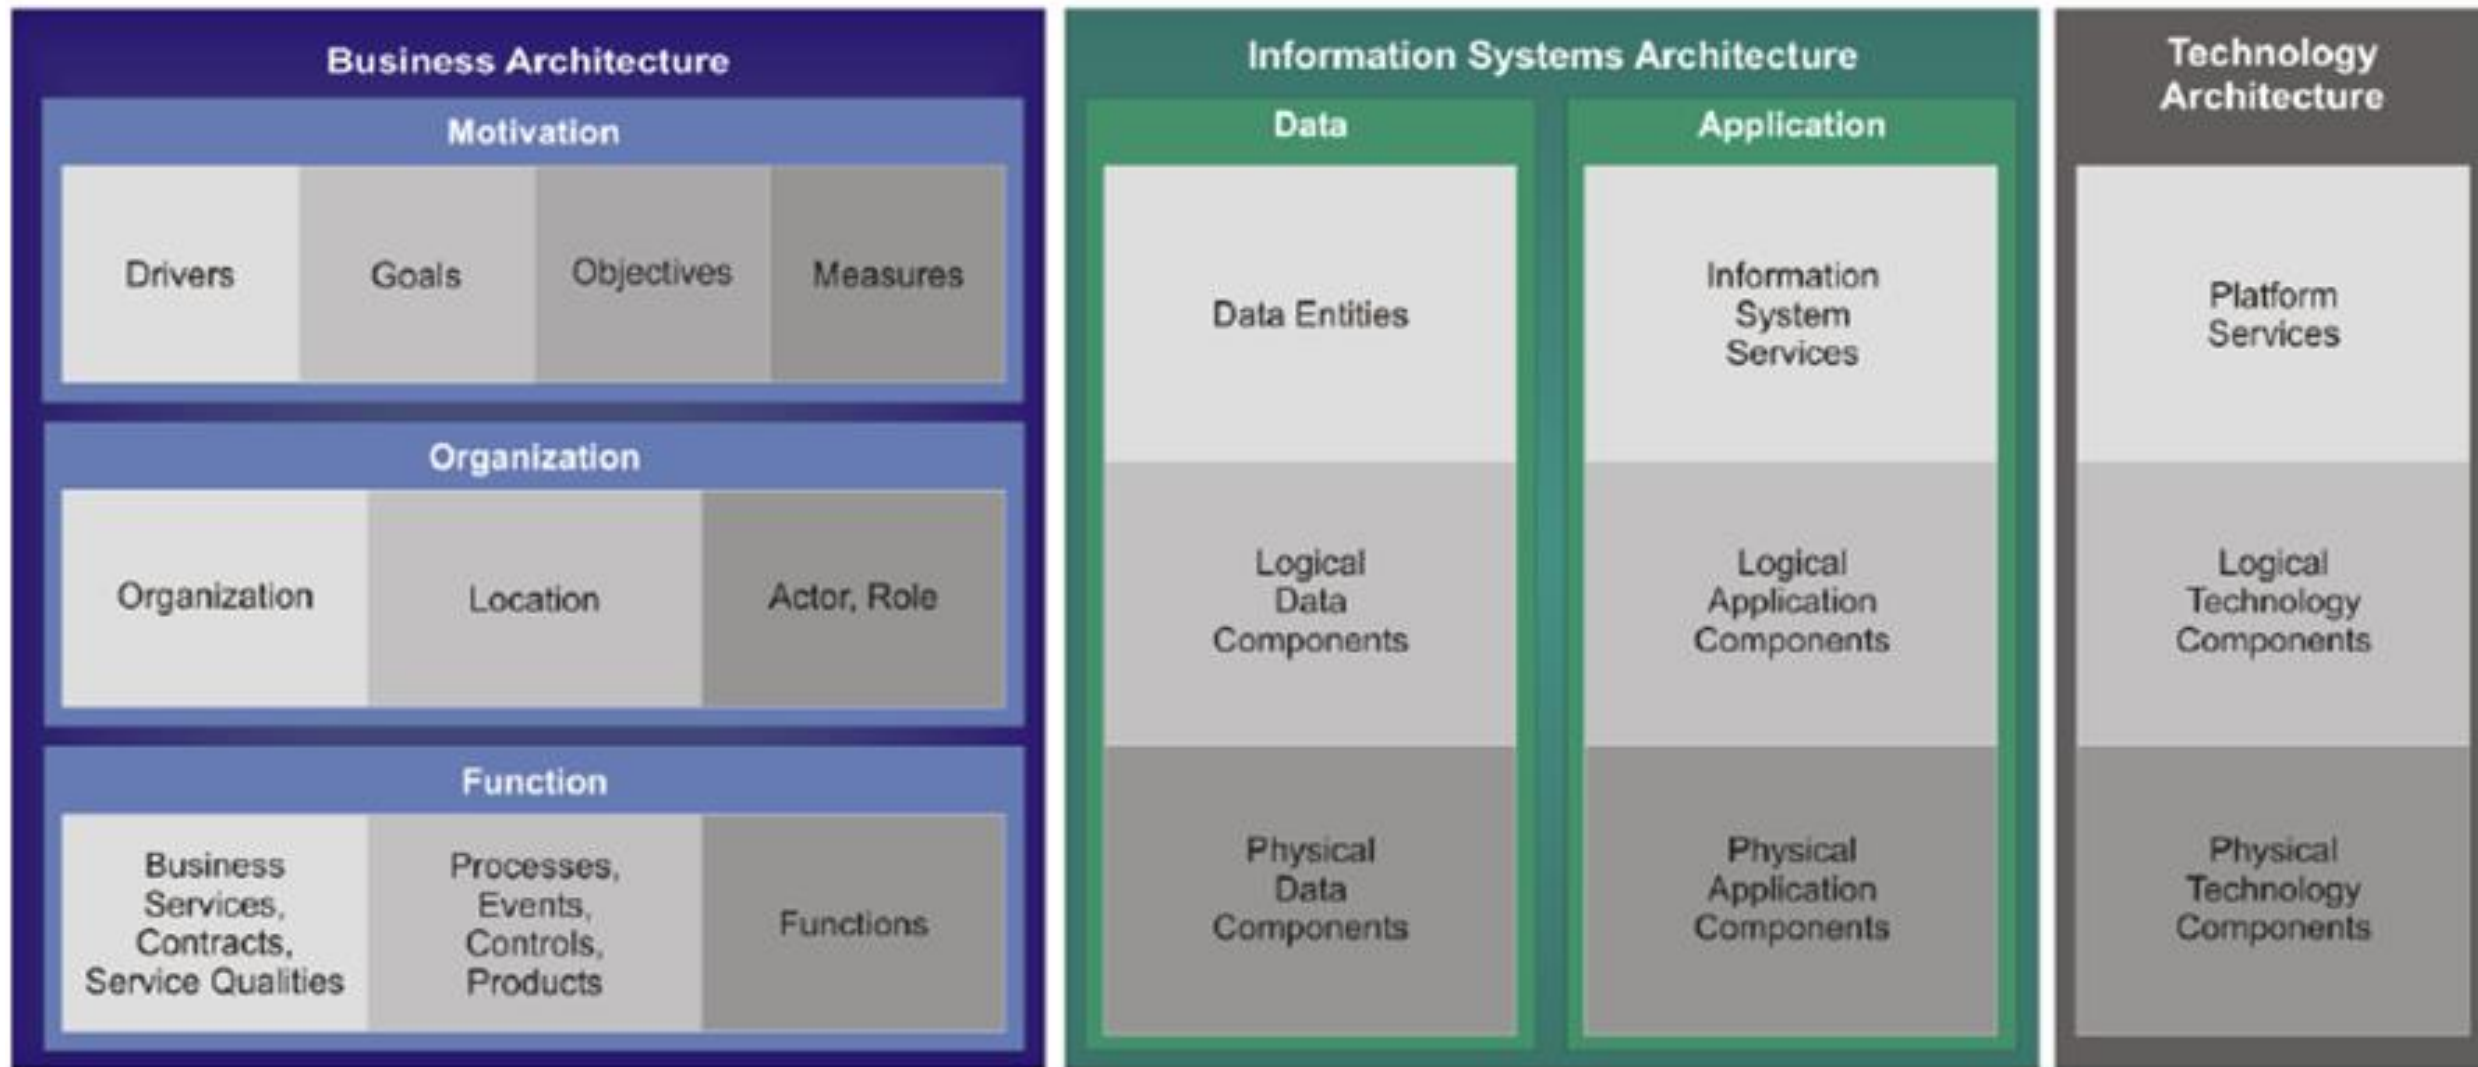 Business Architecture
Motivation
Drivers
Goals
Objectives
Measures
Organization
Organization
Location
Actor, Role
Function
Business
Services,
Contracts,
Service Qualities
Processes,
Events,
Controls,
Products
Functions
Information Systems Architecture
Data
Data Entities
Logical
Data
Components
Physical
Data
Components
Application
Information
System
Services
Logical
Application
Components
Physical
Application
Components
Technology
Architecture
Platform
Services
Logical
Technology
Components
Physical
Technology
Components